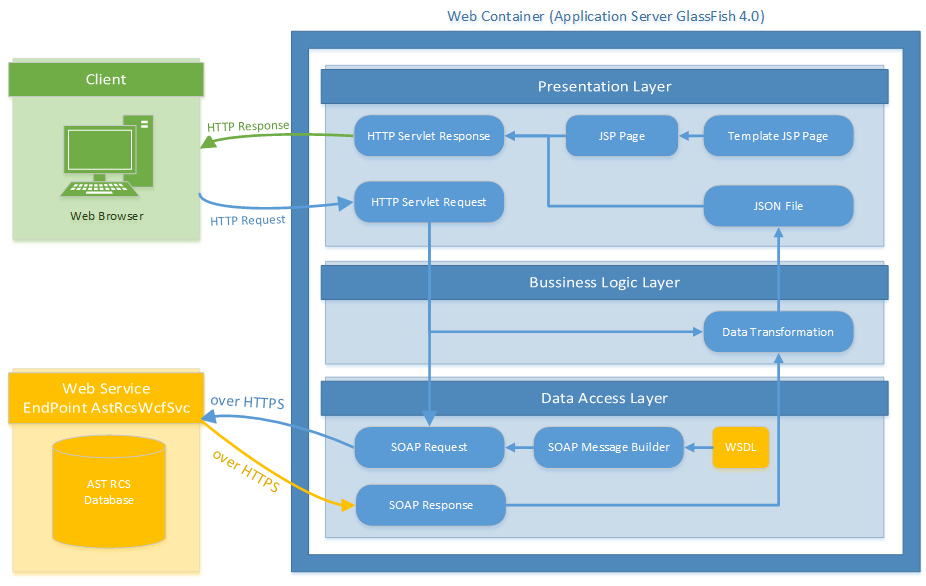 Web Container (Application Server GlassFish 4.0)
Client
Web Browser
HTTP Response
HTTP Request
Presentation Layer
HTTP Servlet Response
JSP Page
Template JSP Page
HTTP Servlet Request
JSON File
Bussiness Logic Layer
Data Transformation
Web Service
EndPoint AstRcsWcfSvc
AST RCS
Database
over HTTPS
over HTTPS
Data Access Layer
SOAP Request
SOAP Message Builder
WSDL
SOAP Response